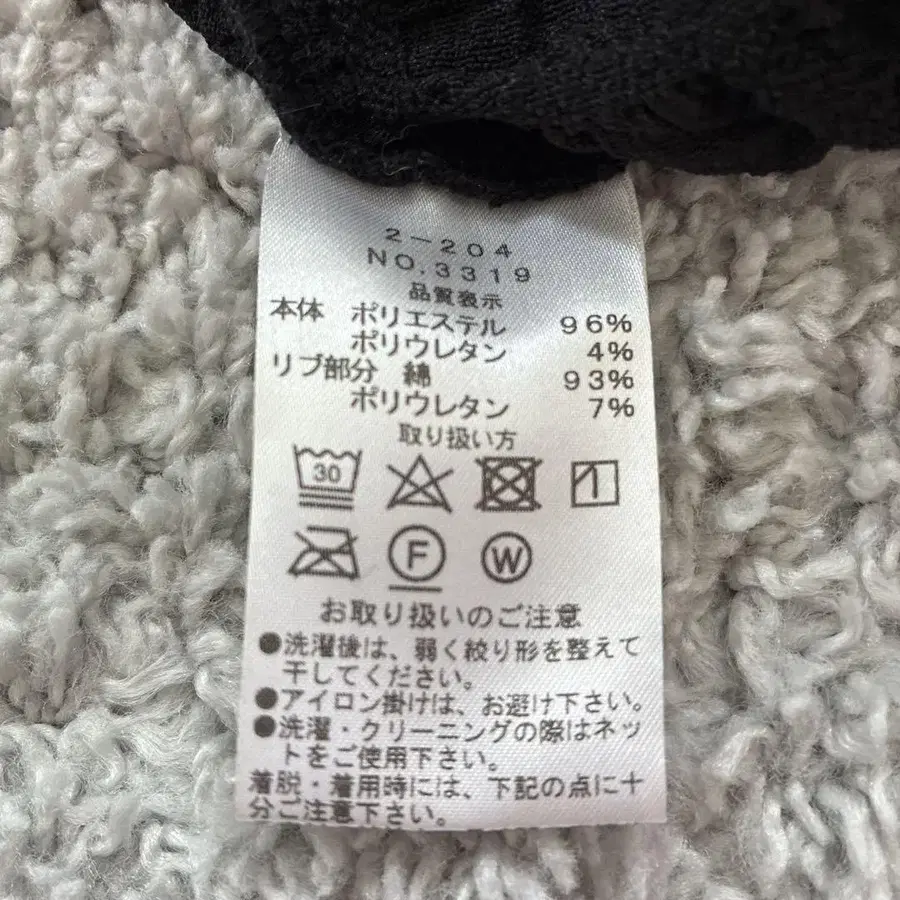 2-204
NO.3319
品質表示
本体 ポリエステル 96%
ポリウレタン 4%
リブ部分 綿 93%
ポリウレタン 7%
取り扱い方
30
F W
お取り扱いのご注意
●洗濯後は、弱く絞り形を整えて
干してください。
●アイロン掛けは、お避け下さい。
●洗濯・クリーニングの際はネッ
トをご使用下さい。
着脱・着用時には、下記の点に十
分ご注意下さい。